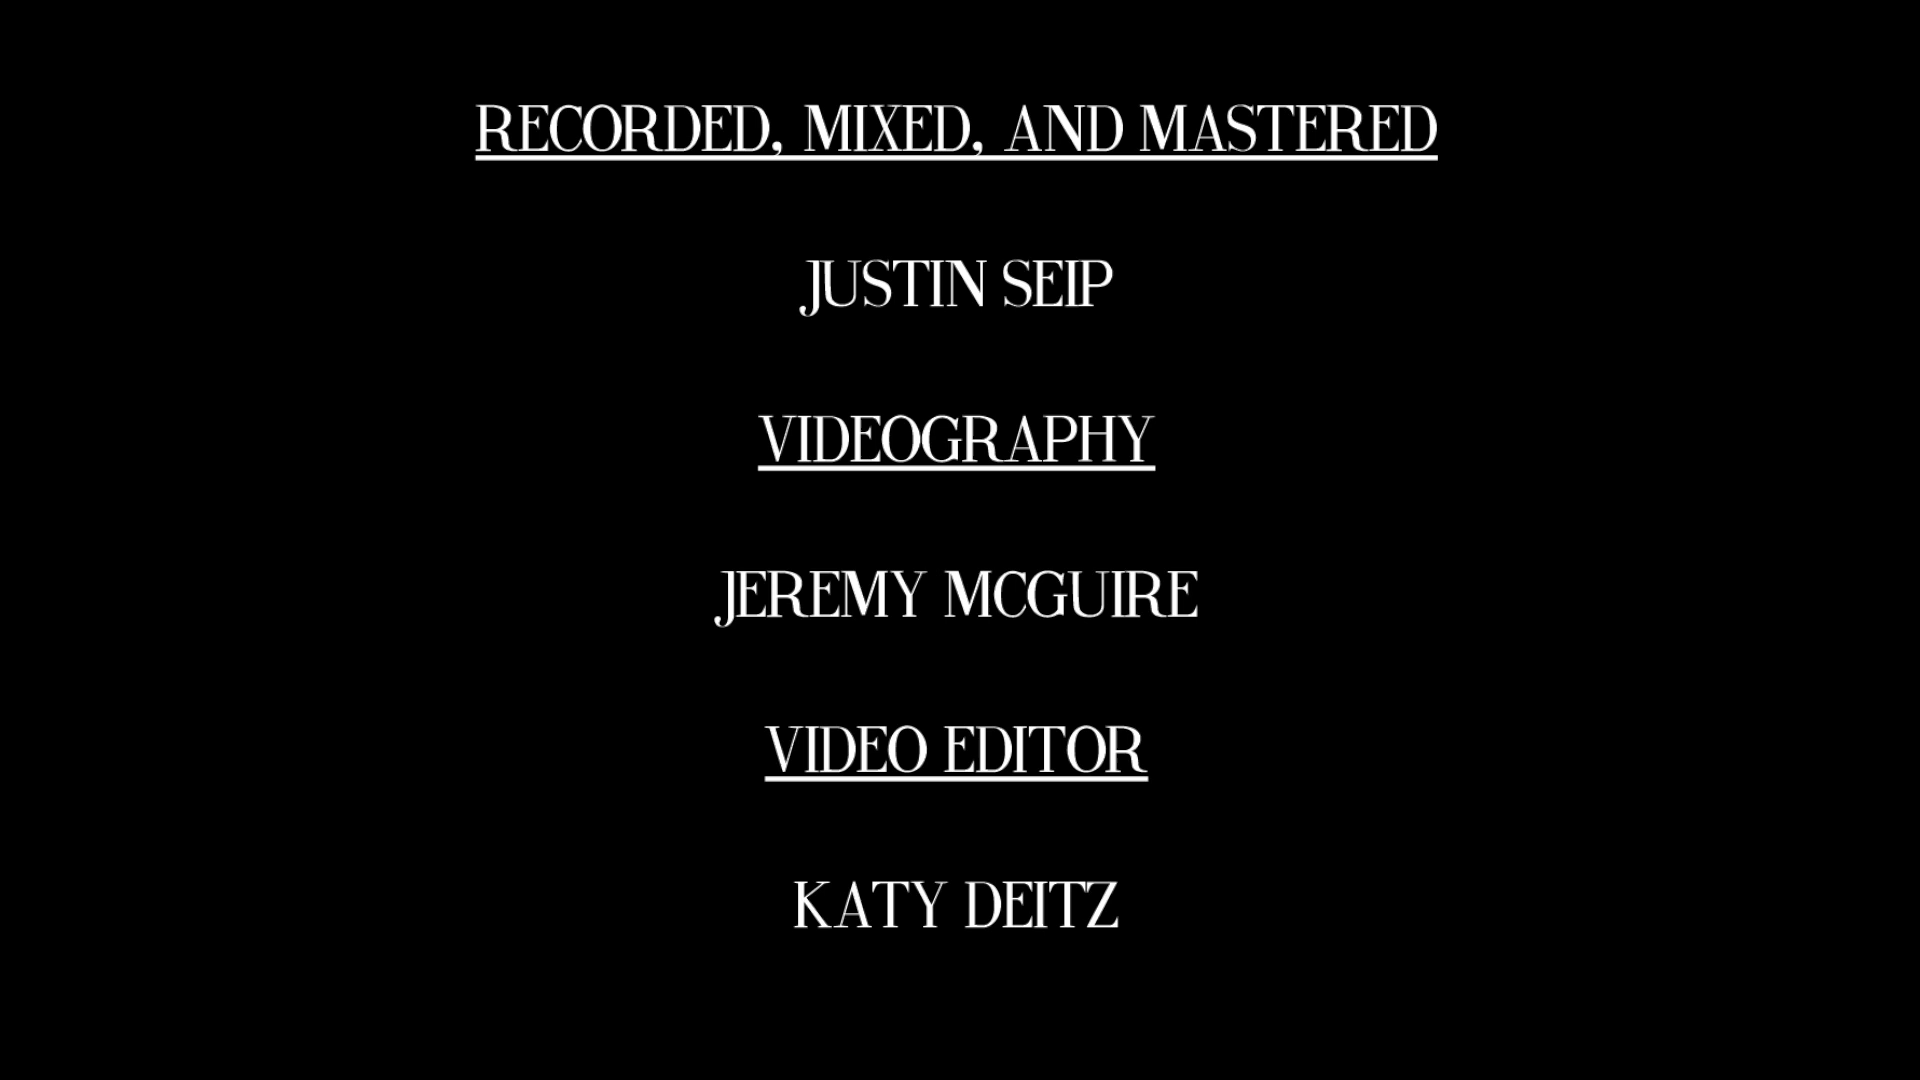 RECORDED, MIXED, AND MASTERED
JUSTIN SEIP
VIDEOGRAPHY
JEREMY MCGUIRE
VIDEO EDITOR
KATY DEITZ